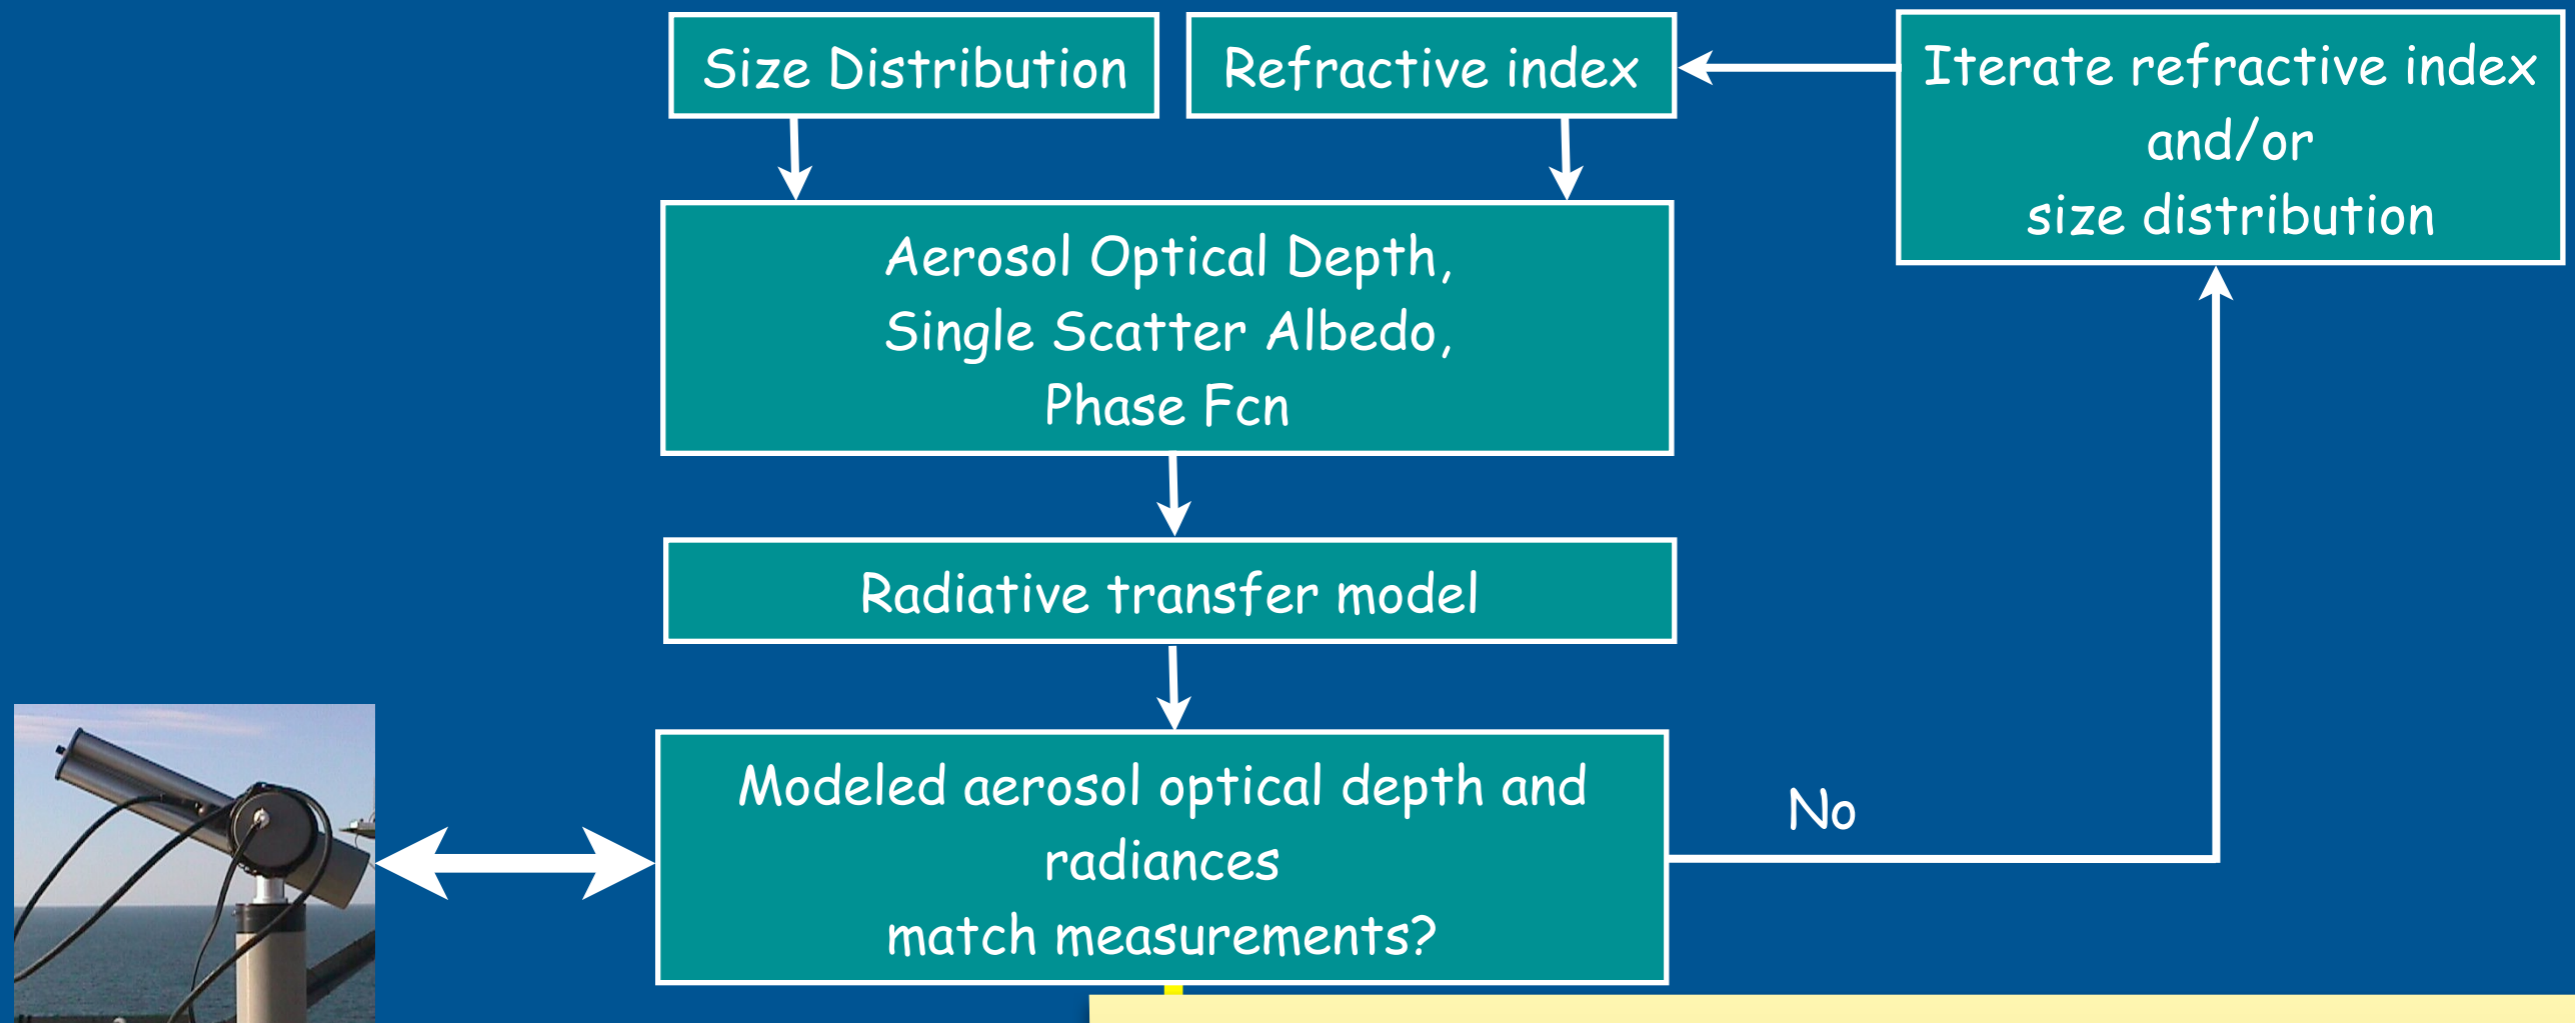 Size Distribution
Refractive index
Iterate refractive index
and/or
size distribution
Aerosol Optical Depth,
Single Scatter Albedo,
Phase Fcn
Radiative transfer model
Modeled aerosol optical depth and
radiances
match measurements?
No